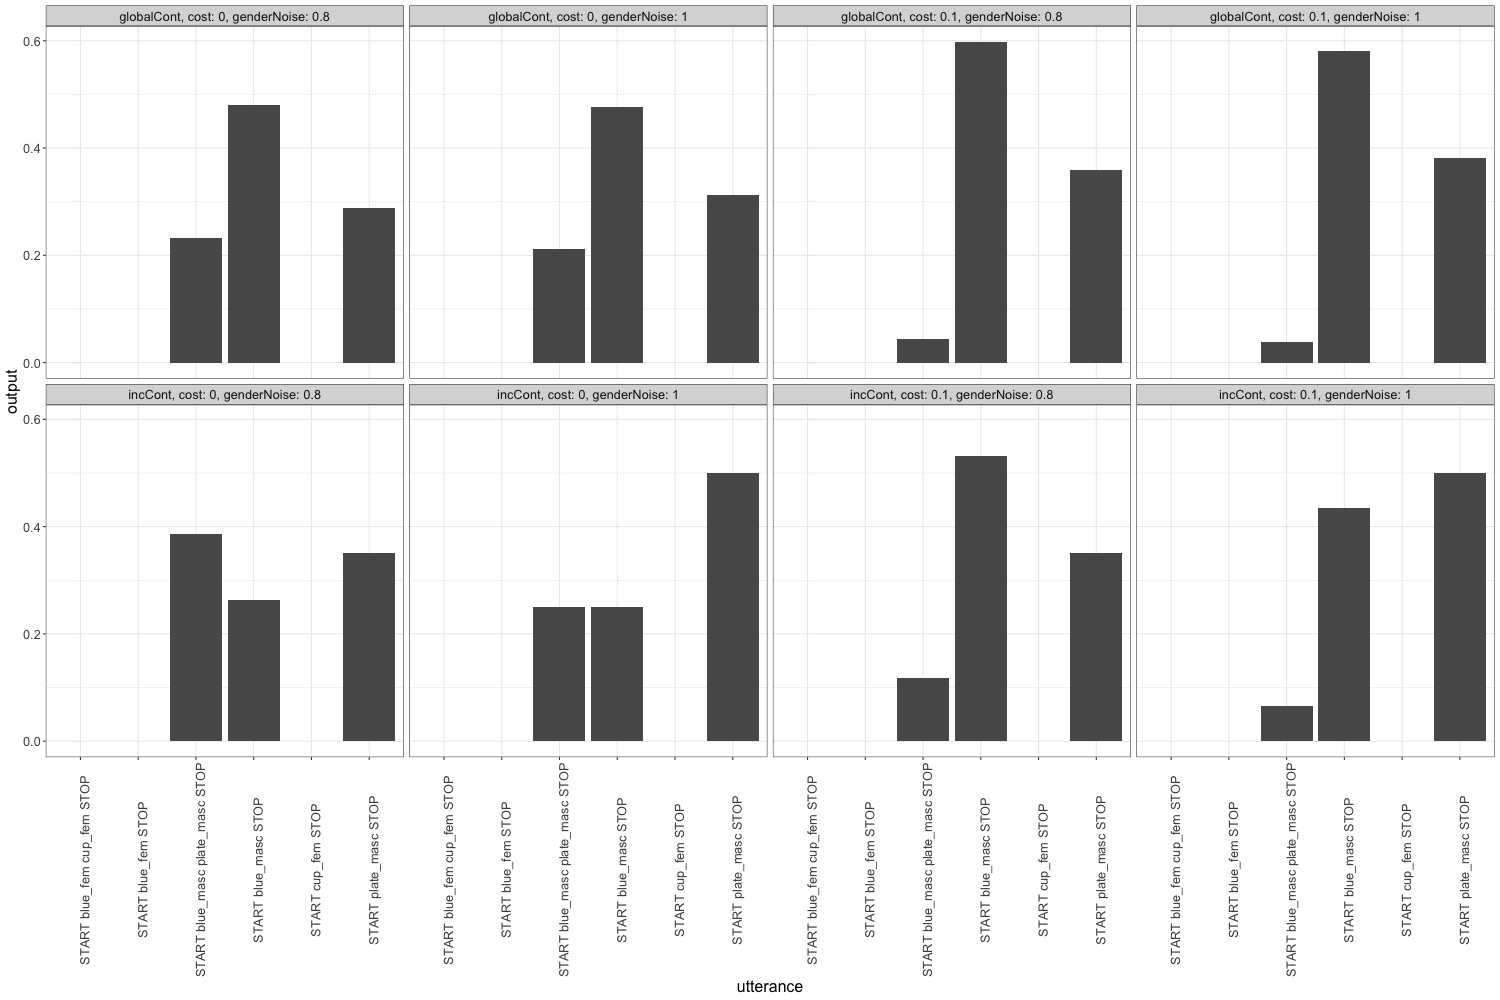 globalCont, cost: 0, genderNoise: 0.8
globalCont, cost: 0, genderNoise: 1
globalCont, cost: 0.1, genderNoise: 0.8
globalCont, cost: 0.1, genderNoise: 1
0.6
0.4
0.2
0.0
output
incCont, cost: 0, genderNoise: 0.8
incCont, cost: 0, genderNoise: 1
incCont, cost: 0.1, genderNoise: 0.8
incCont, cost: 0.1, genderNoise: 1
0.6
0.4
0.2
0.0
START blue_fem cup_fem STOP
START blue_fem STOP
START blue_masc plate_masc STOP
START blue_masc STOP
START cup_fem STOP
START plate_masc STOP
START blue_fem cup_fem STOP
START blue_fem STOP
START blue_masc plate_masc STOP
START blue_masc STOP
START cup_fem STOP
START plate_masc STOP
START blue_fem cup_fem STOP
START blue_fem STOP
START blue_masc plate_masc STOP
START blue_masc STOP
START cup_fem STOP
START plate_masc STOP
START blue_fem cup_fem STOP
START blue_fem STOP
START blue_masc plate_masc STOP
START blue_masc STOP
START cup_fem STOP
START plate_masc STOP
utterance